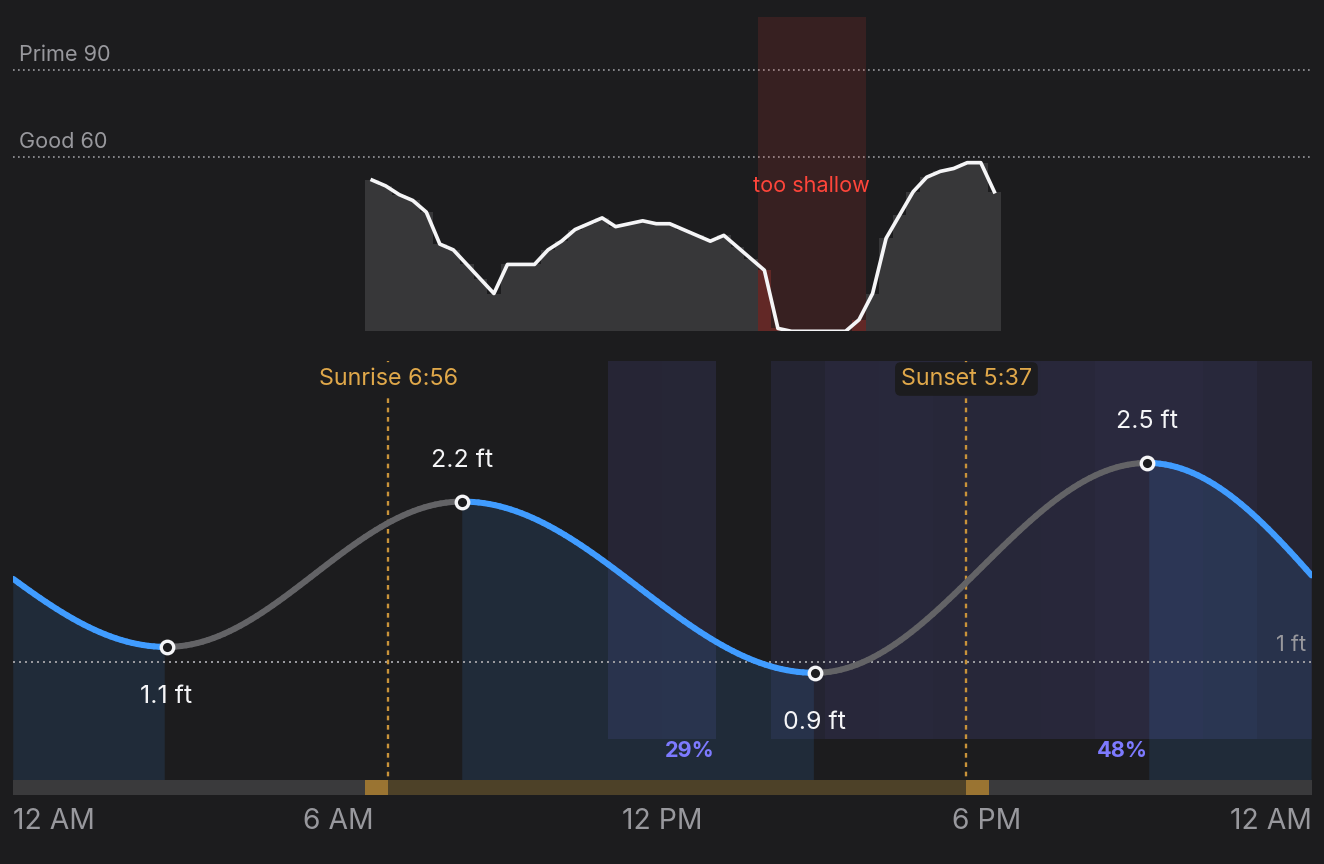 Prime 90
Good 60
too shallow
Sunrise 6:56
Sunset 5:37
2.5 ft
2.2 ft
1 ft
1.1 ft
0.9 ft
29%
48%
12 AM
6 AM
12 PM
6 PM
12 AM